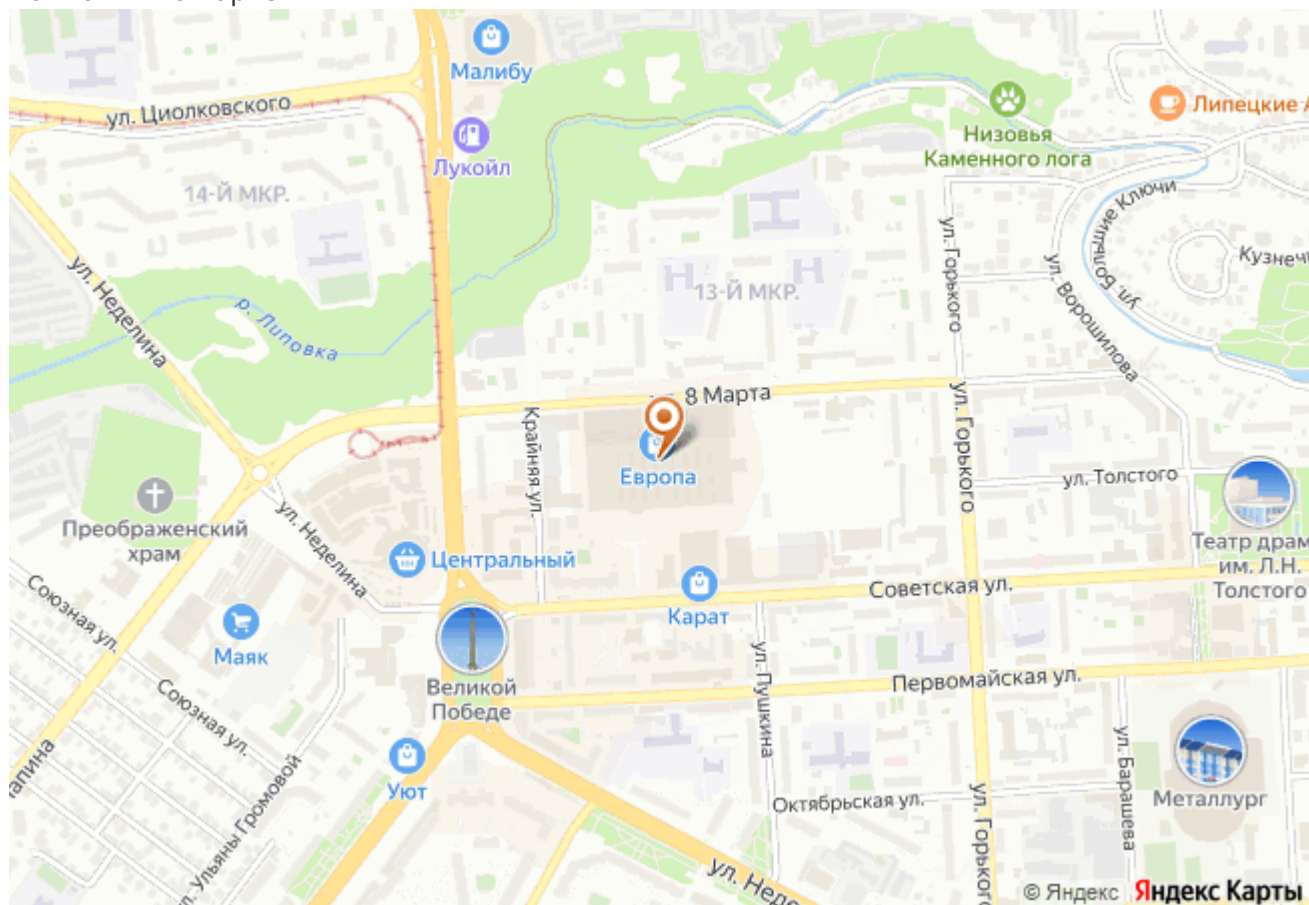 Малибу
ул. Циолковского
Лукойл
Низовья
Каменного лога
Липецкие А
14-Й МКР.
ул. Неделина
р. Липовка
13-Й МКР.
ул. Горького
ул. Большие Ключи
ул. Ворошилова
Кузнечн
8 Марта
Крайняя ул.
Европа
ул. Горького
ул. Толстого
Преображенский
храм
ул. Неделина
Центральный
Театр драм
им. Л.Н.
Толстого
Советская ул.
Карат
Союзная ул.
Маяк
Великой
Победе
ул. Пушкина
Первомайская ул.
Союзная ул.
Уют
Октябрьская ул.
ул. Барашева
Металлург
ул. Горького
л. Ульяны Громовой
ул. Неде
© Яндекс
Яндекс Карты